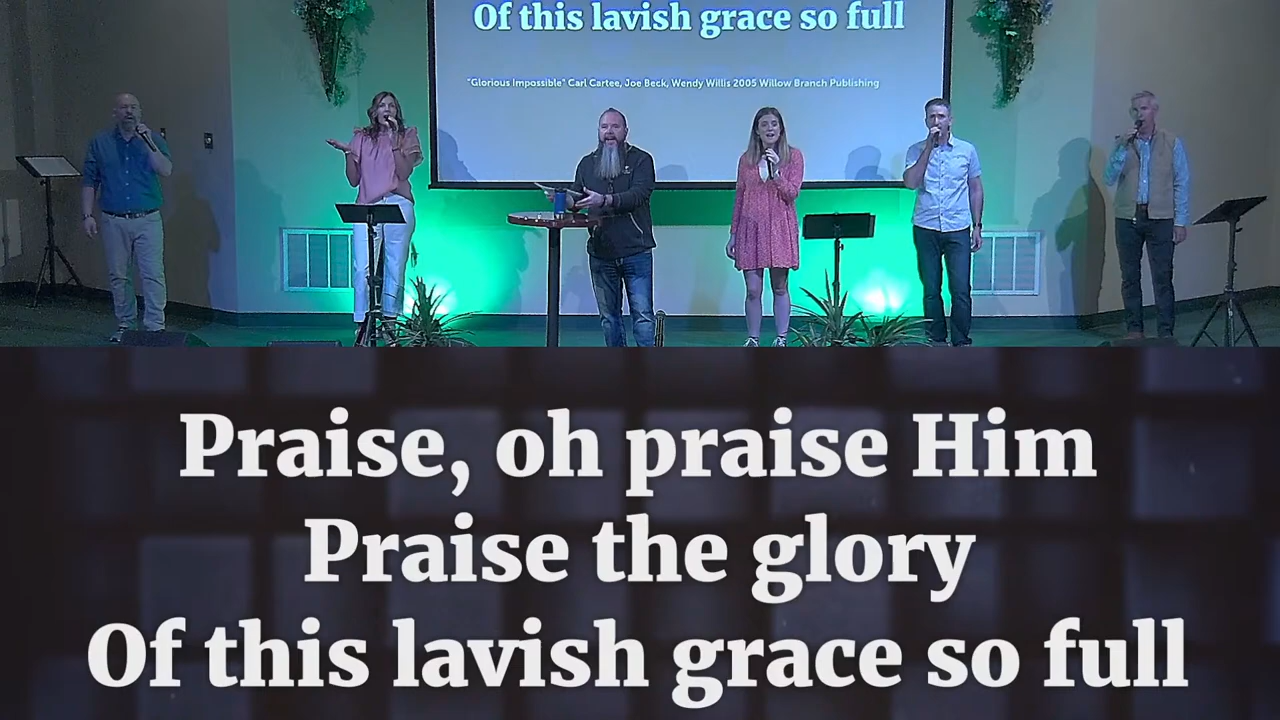 Of this lavish grace so full
"Glorious Impossible" Carl Cartee, Joe Beck, Wendy Willis 2005 Willow Branch Publishing
Praise, oh praise Him
Praise the glory
Of this lavish grace so full